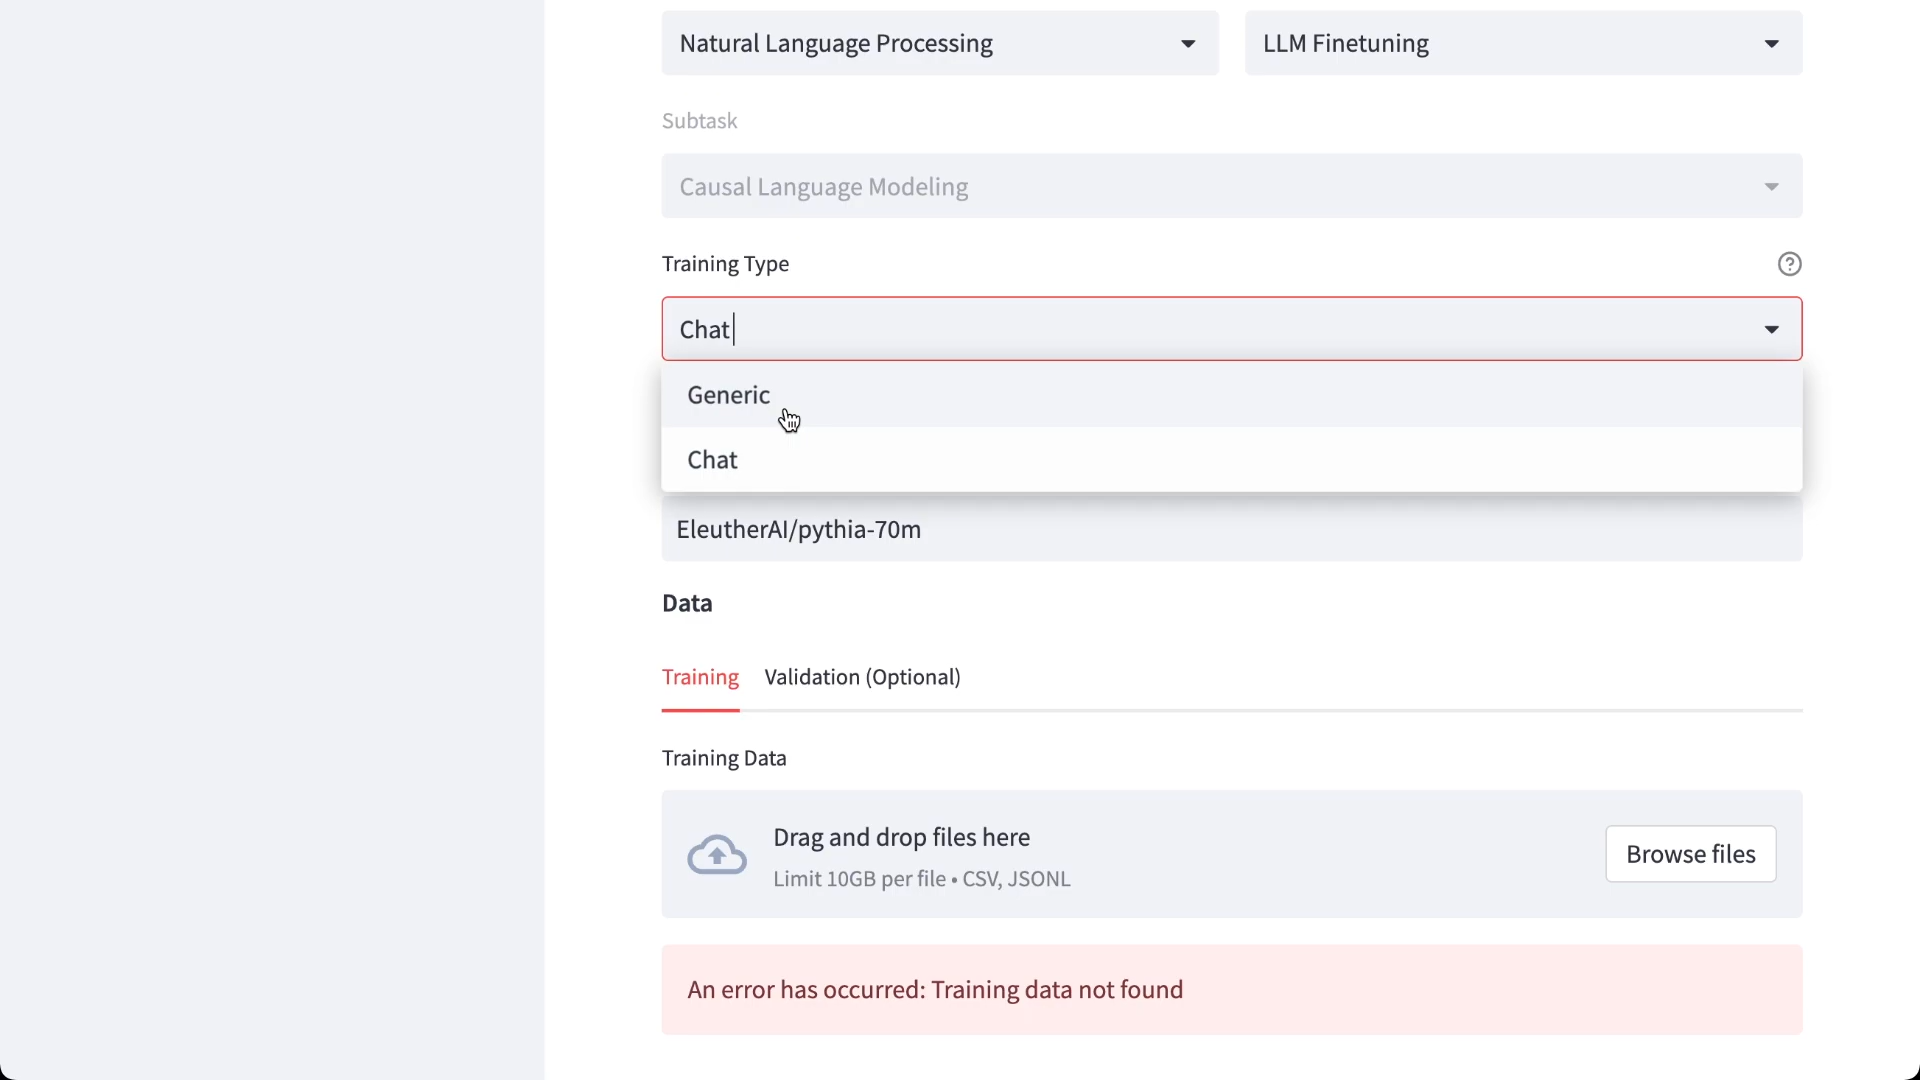 Natural Language Processing
LLM Finetuning
Subtask
Causal Language Modeling
Training Type
Chat
Generic
Chat
EleutherAI/pythia-70m
Data
Training
Validation (Optional)
Training Data
Drag and drop files here
Limit 10GB per file • CSV, JSONL
Browse files
An error has occurred: Training data not found